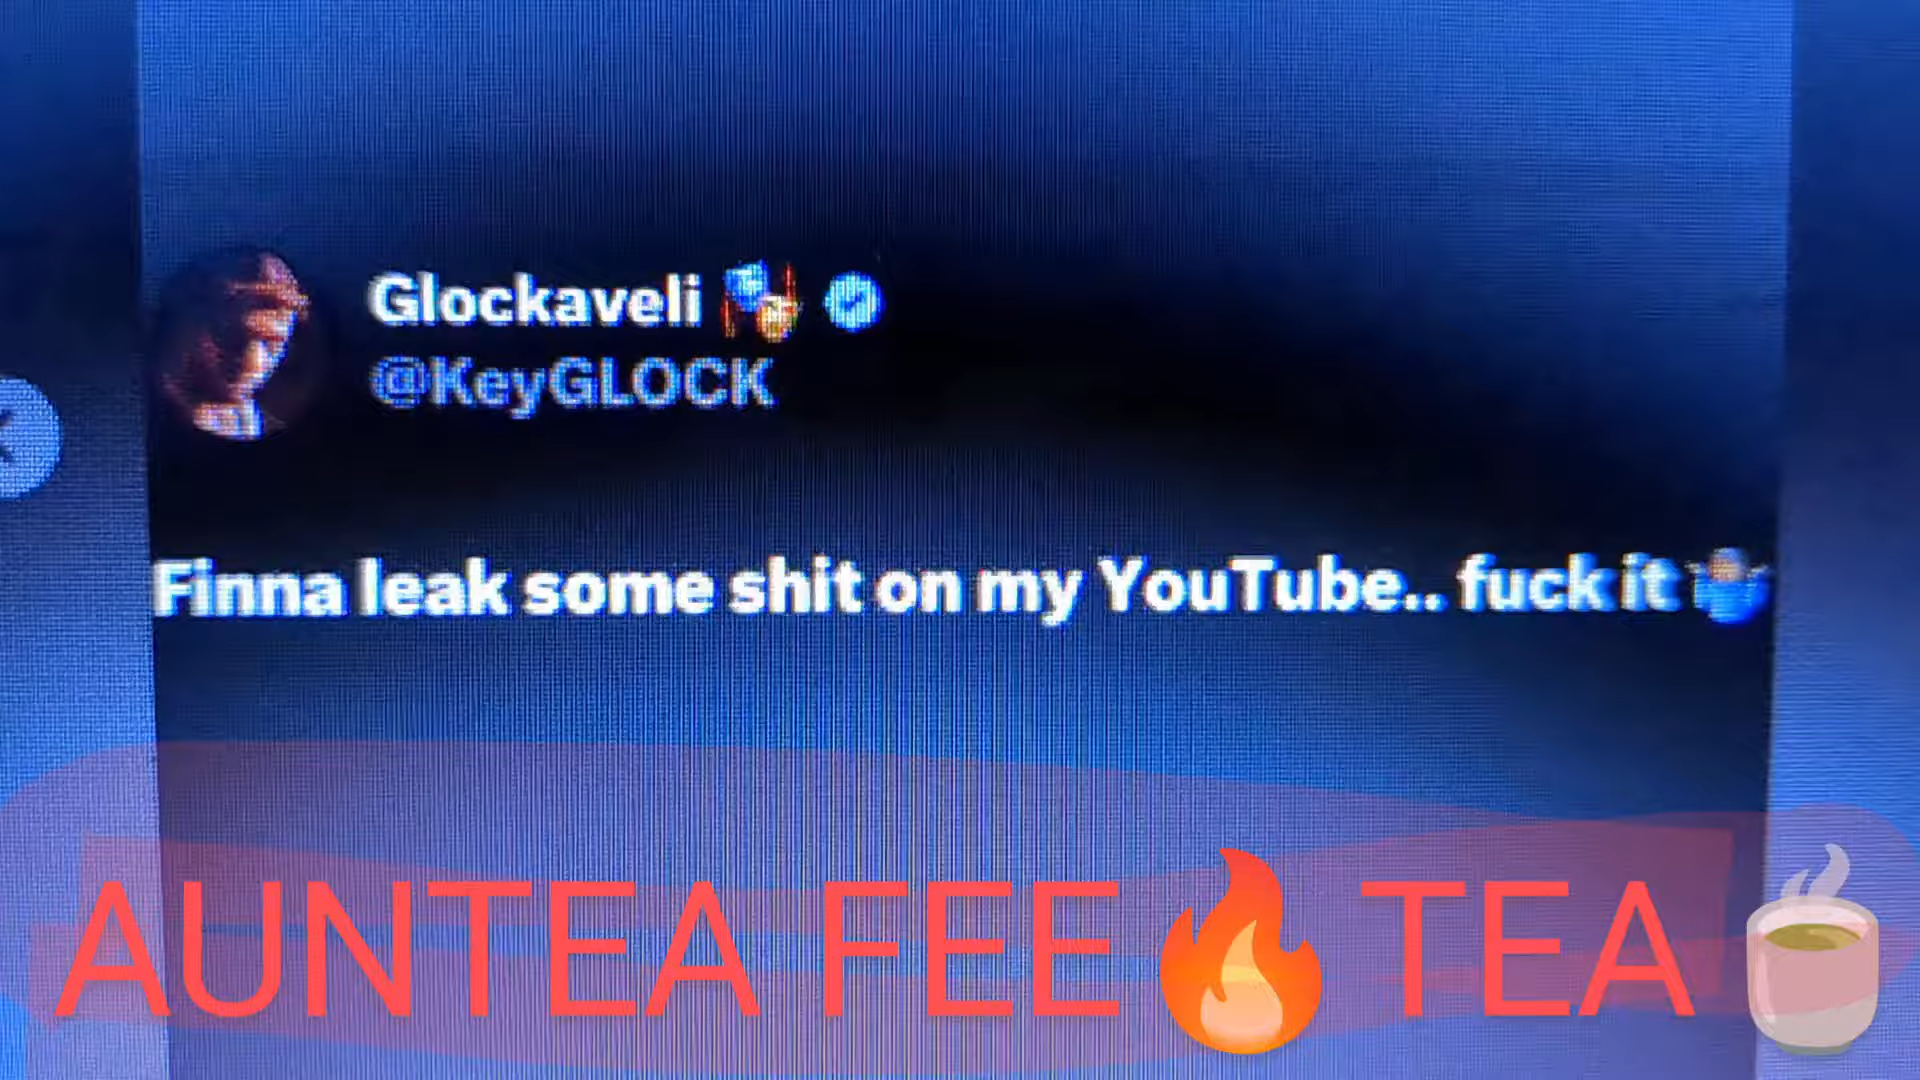 Glockaveli
@KeyGLOCK
Finna leak some shit on my YouTube.. fuck it 🤷🏽‍♂️
AUNTEA FEE🔥 TEA🍵